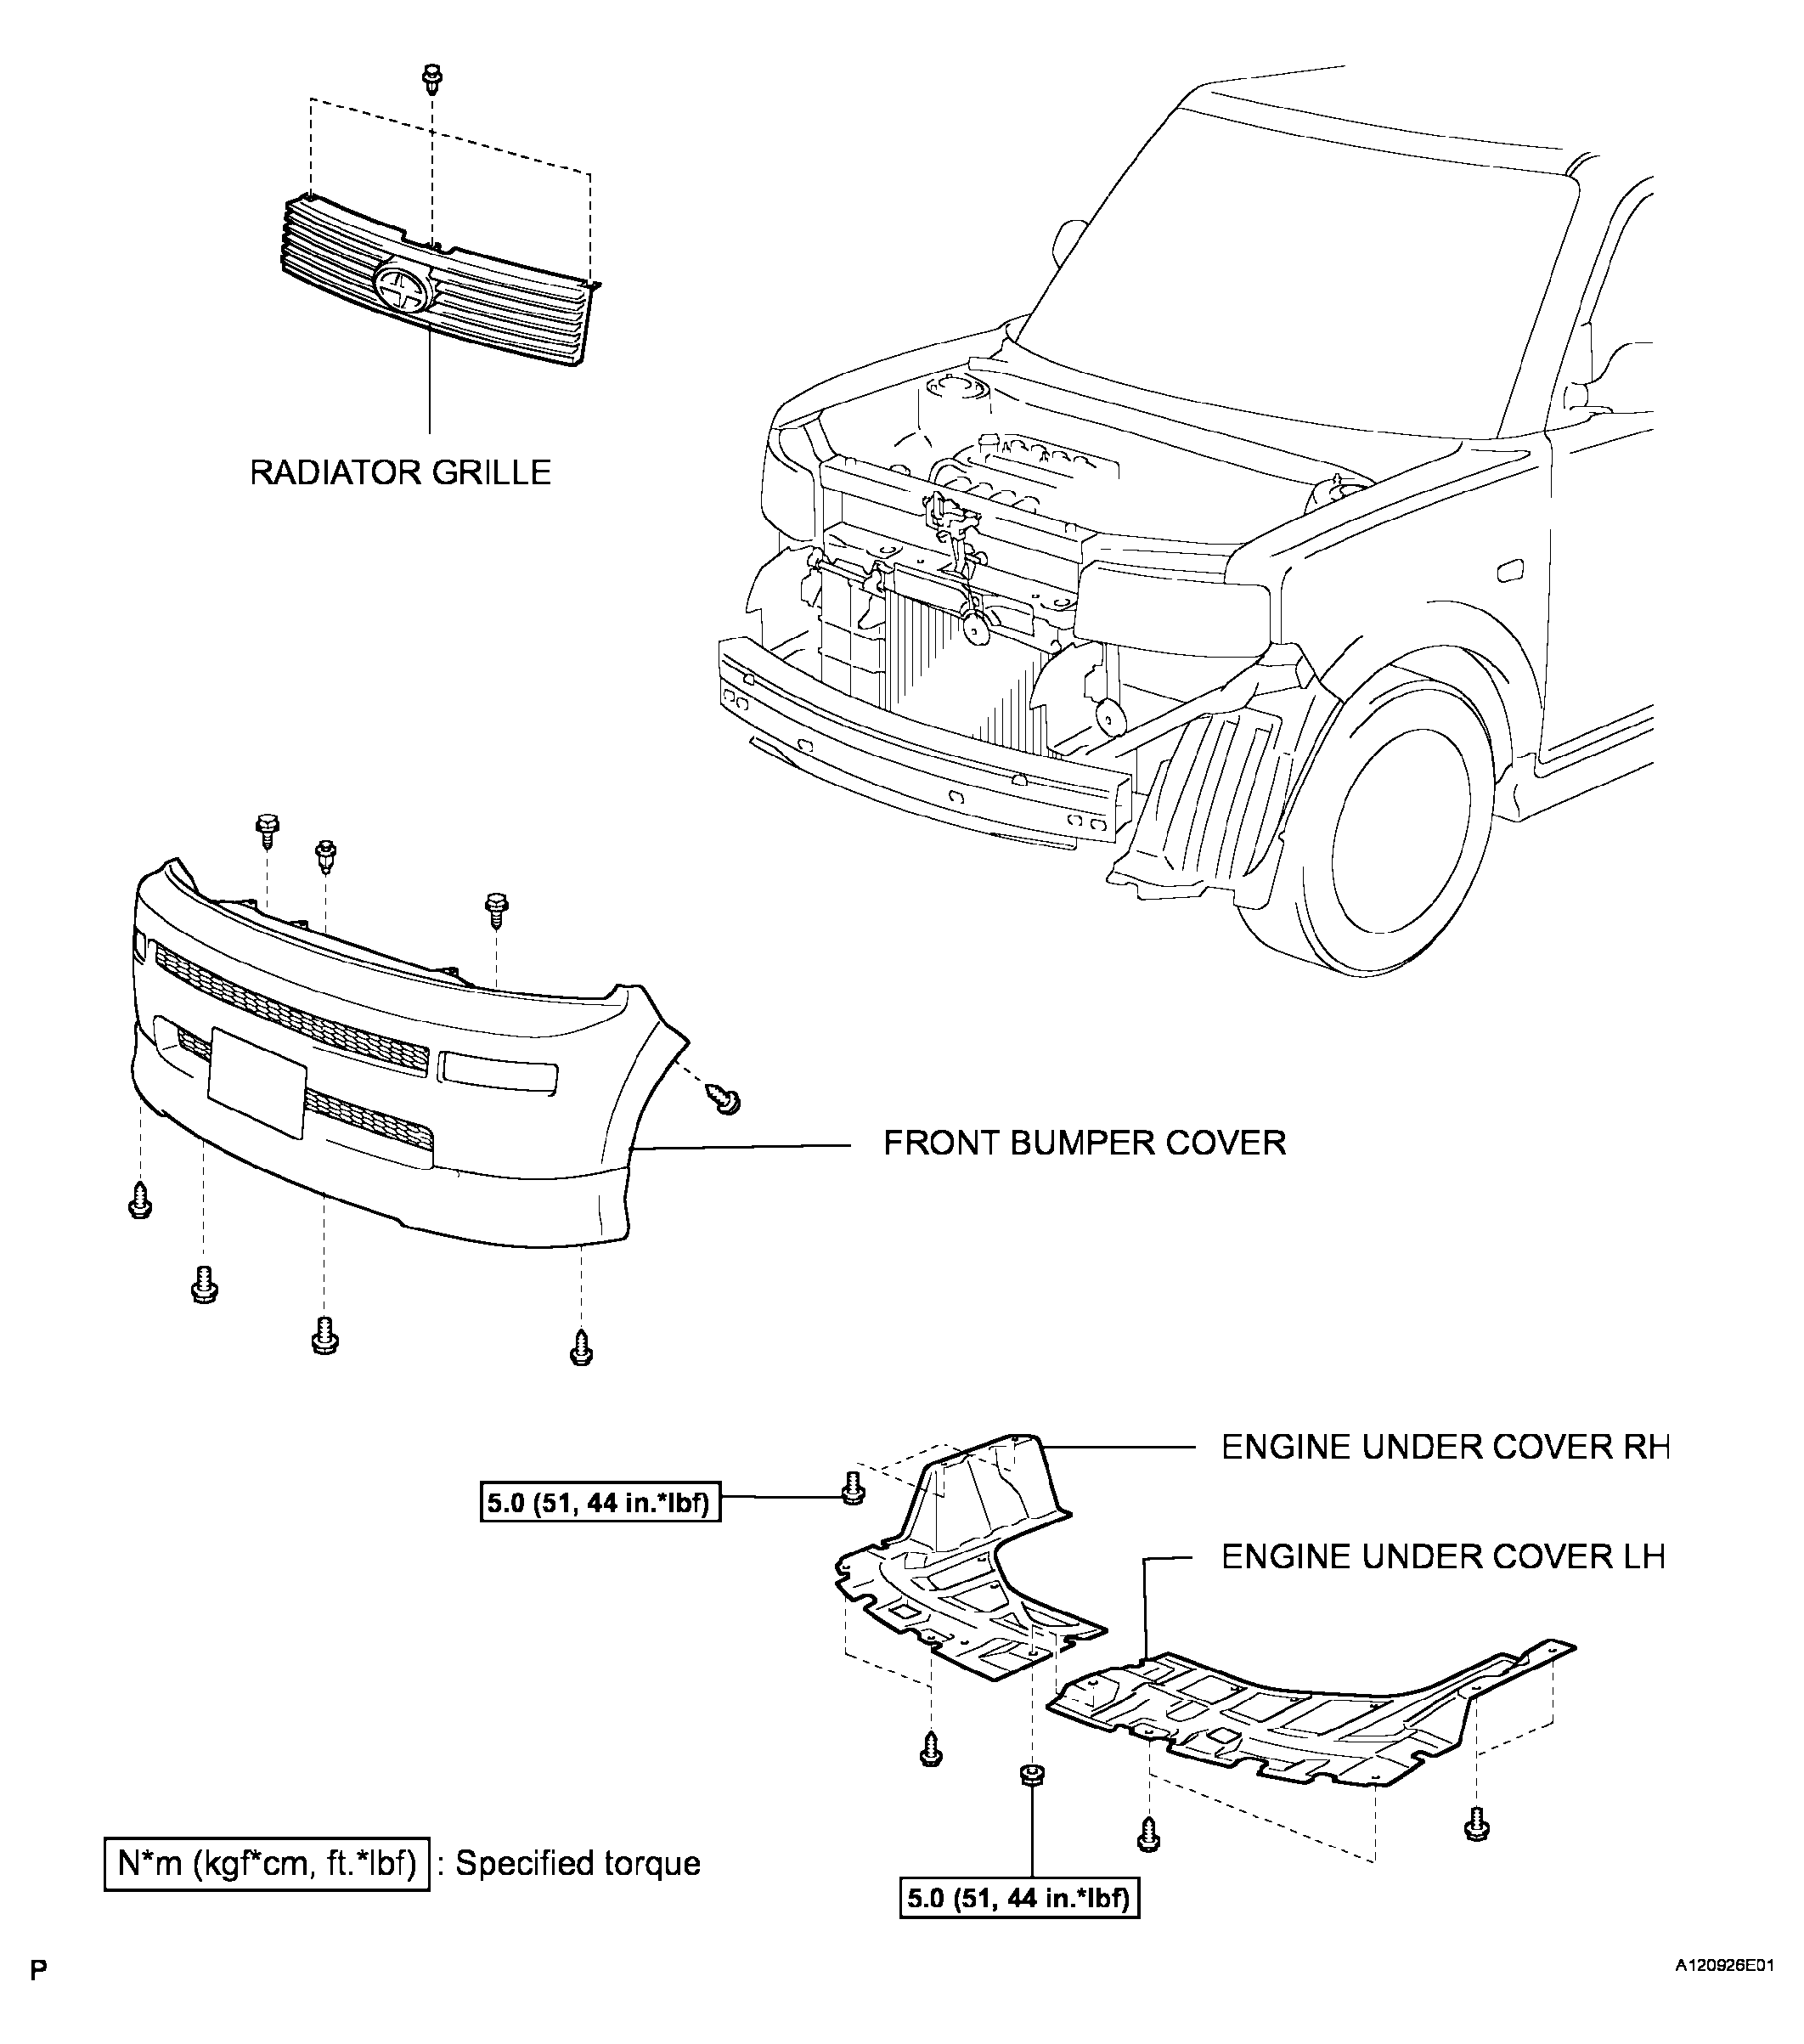 RADIATOR GRILLE
FRONT BUMPER COVER
ENGINE UNDER COVER RH
5.0 (51, 44 in.*lbf)
ENGINE UNDER COVER LH
N*m (kgf*cm, ft.*lbf) : Specified torque
5.0 (51, 44 in.*lbf)
P
A120926E01